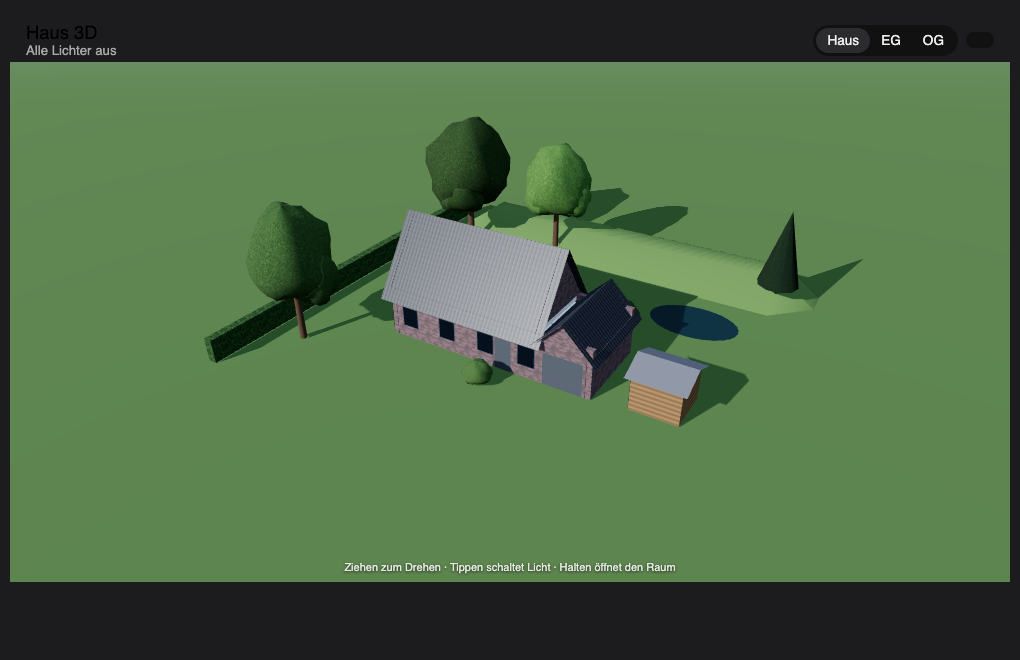 Haus 3D
Alle Lichter aus
Haus EG OG
Ziehen zum Drehen · Tippen schaltet Licht · Halten öffnet den Raum